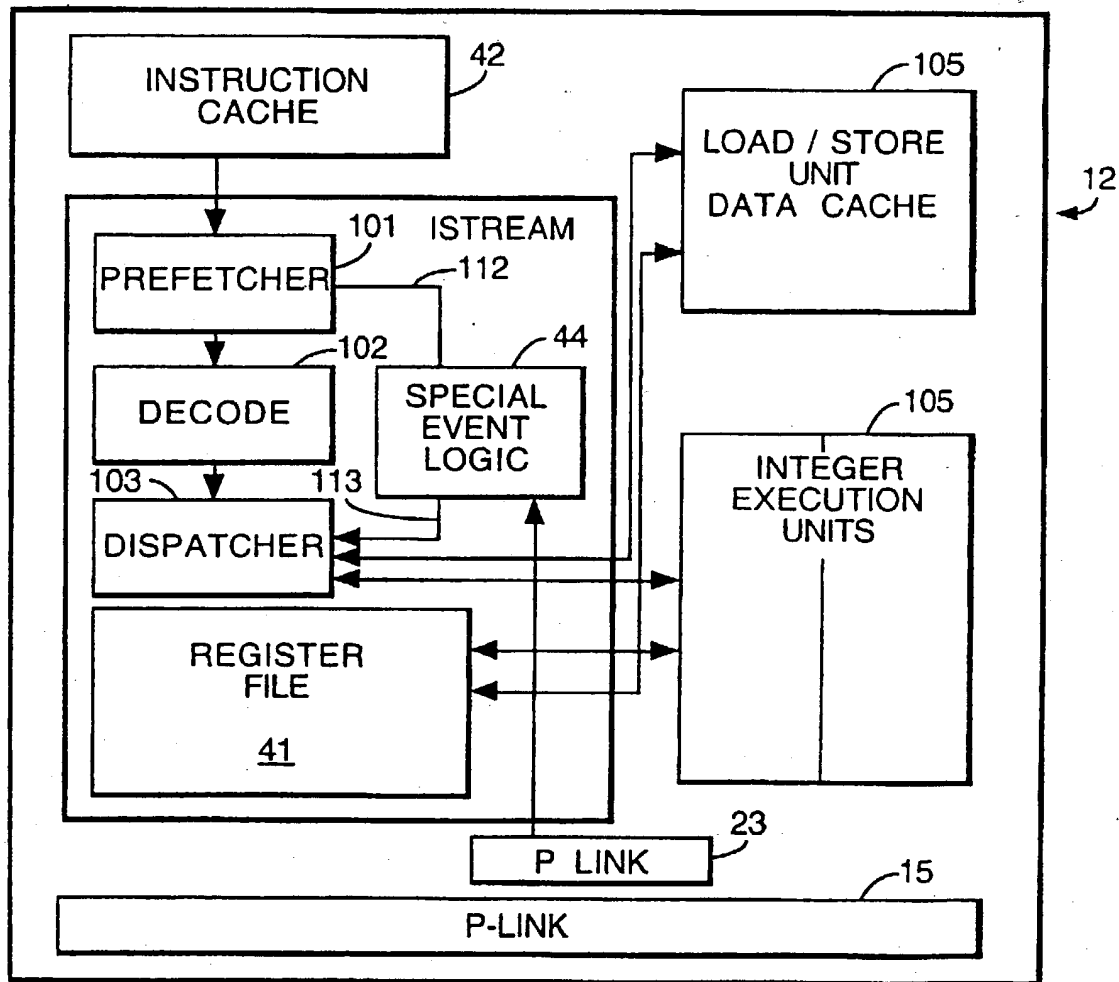 INSTRUCTION
CACHE
42
105
LOAD / STORE
UNIT
DATA CACHE
12
ISTREAM
101
PREFETCHER
112
102
DECODE
44
SPECIAL
EVENT
LOGIC
103
113
DISPATCHER
105
INTEGER
EXECUTION
UNITS
REGISTER
FILE
41
23
P LINK
15
P-LINK